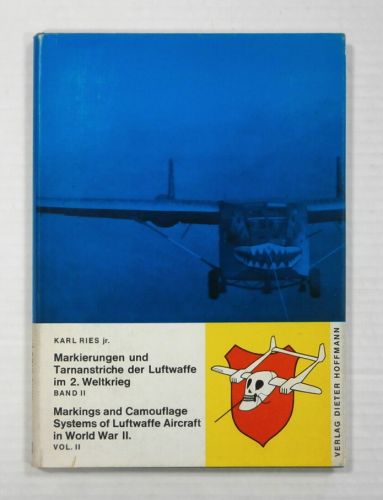 KARL RIES jr.
Markierungen und
Tarnanstriche der Luftwaffe
im 2. Weltkrieg
BAND II
Markings and Camouflage
Systems of Luftwaffe Aircraft
in World War II.
VOL. II
VERLAG DIETER HOFFMANN